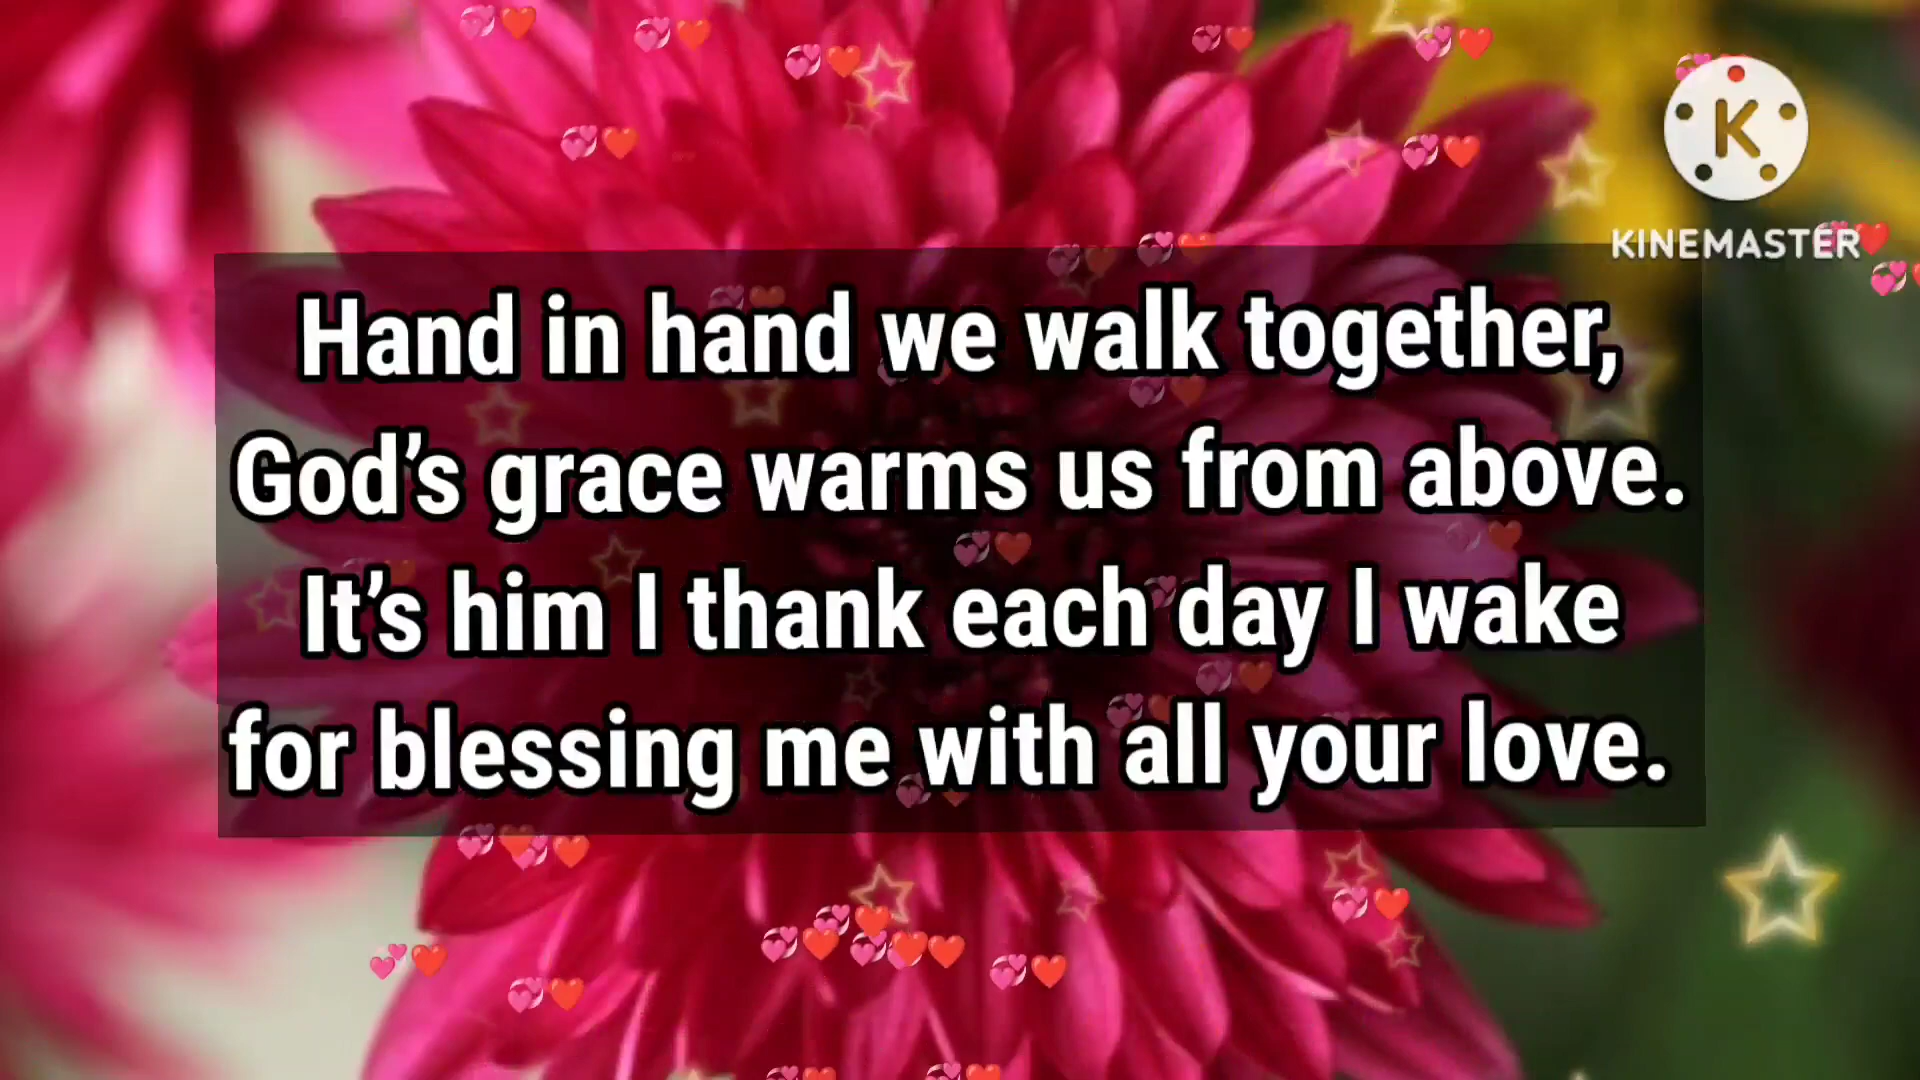 K
KINEMASTER
Hand in hand we walk together,
God’s grace warms us from above.
It’s him I thank each day I wake
for blessing me with all your love.